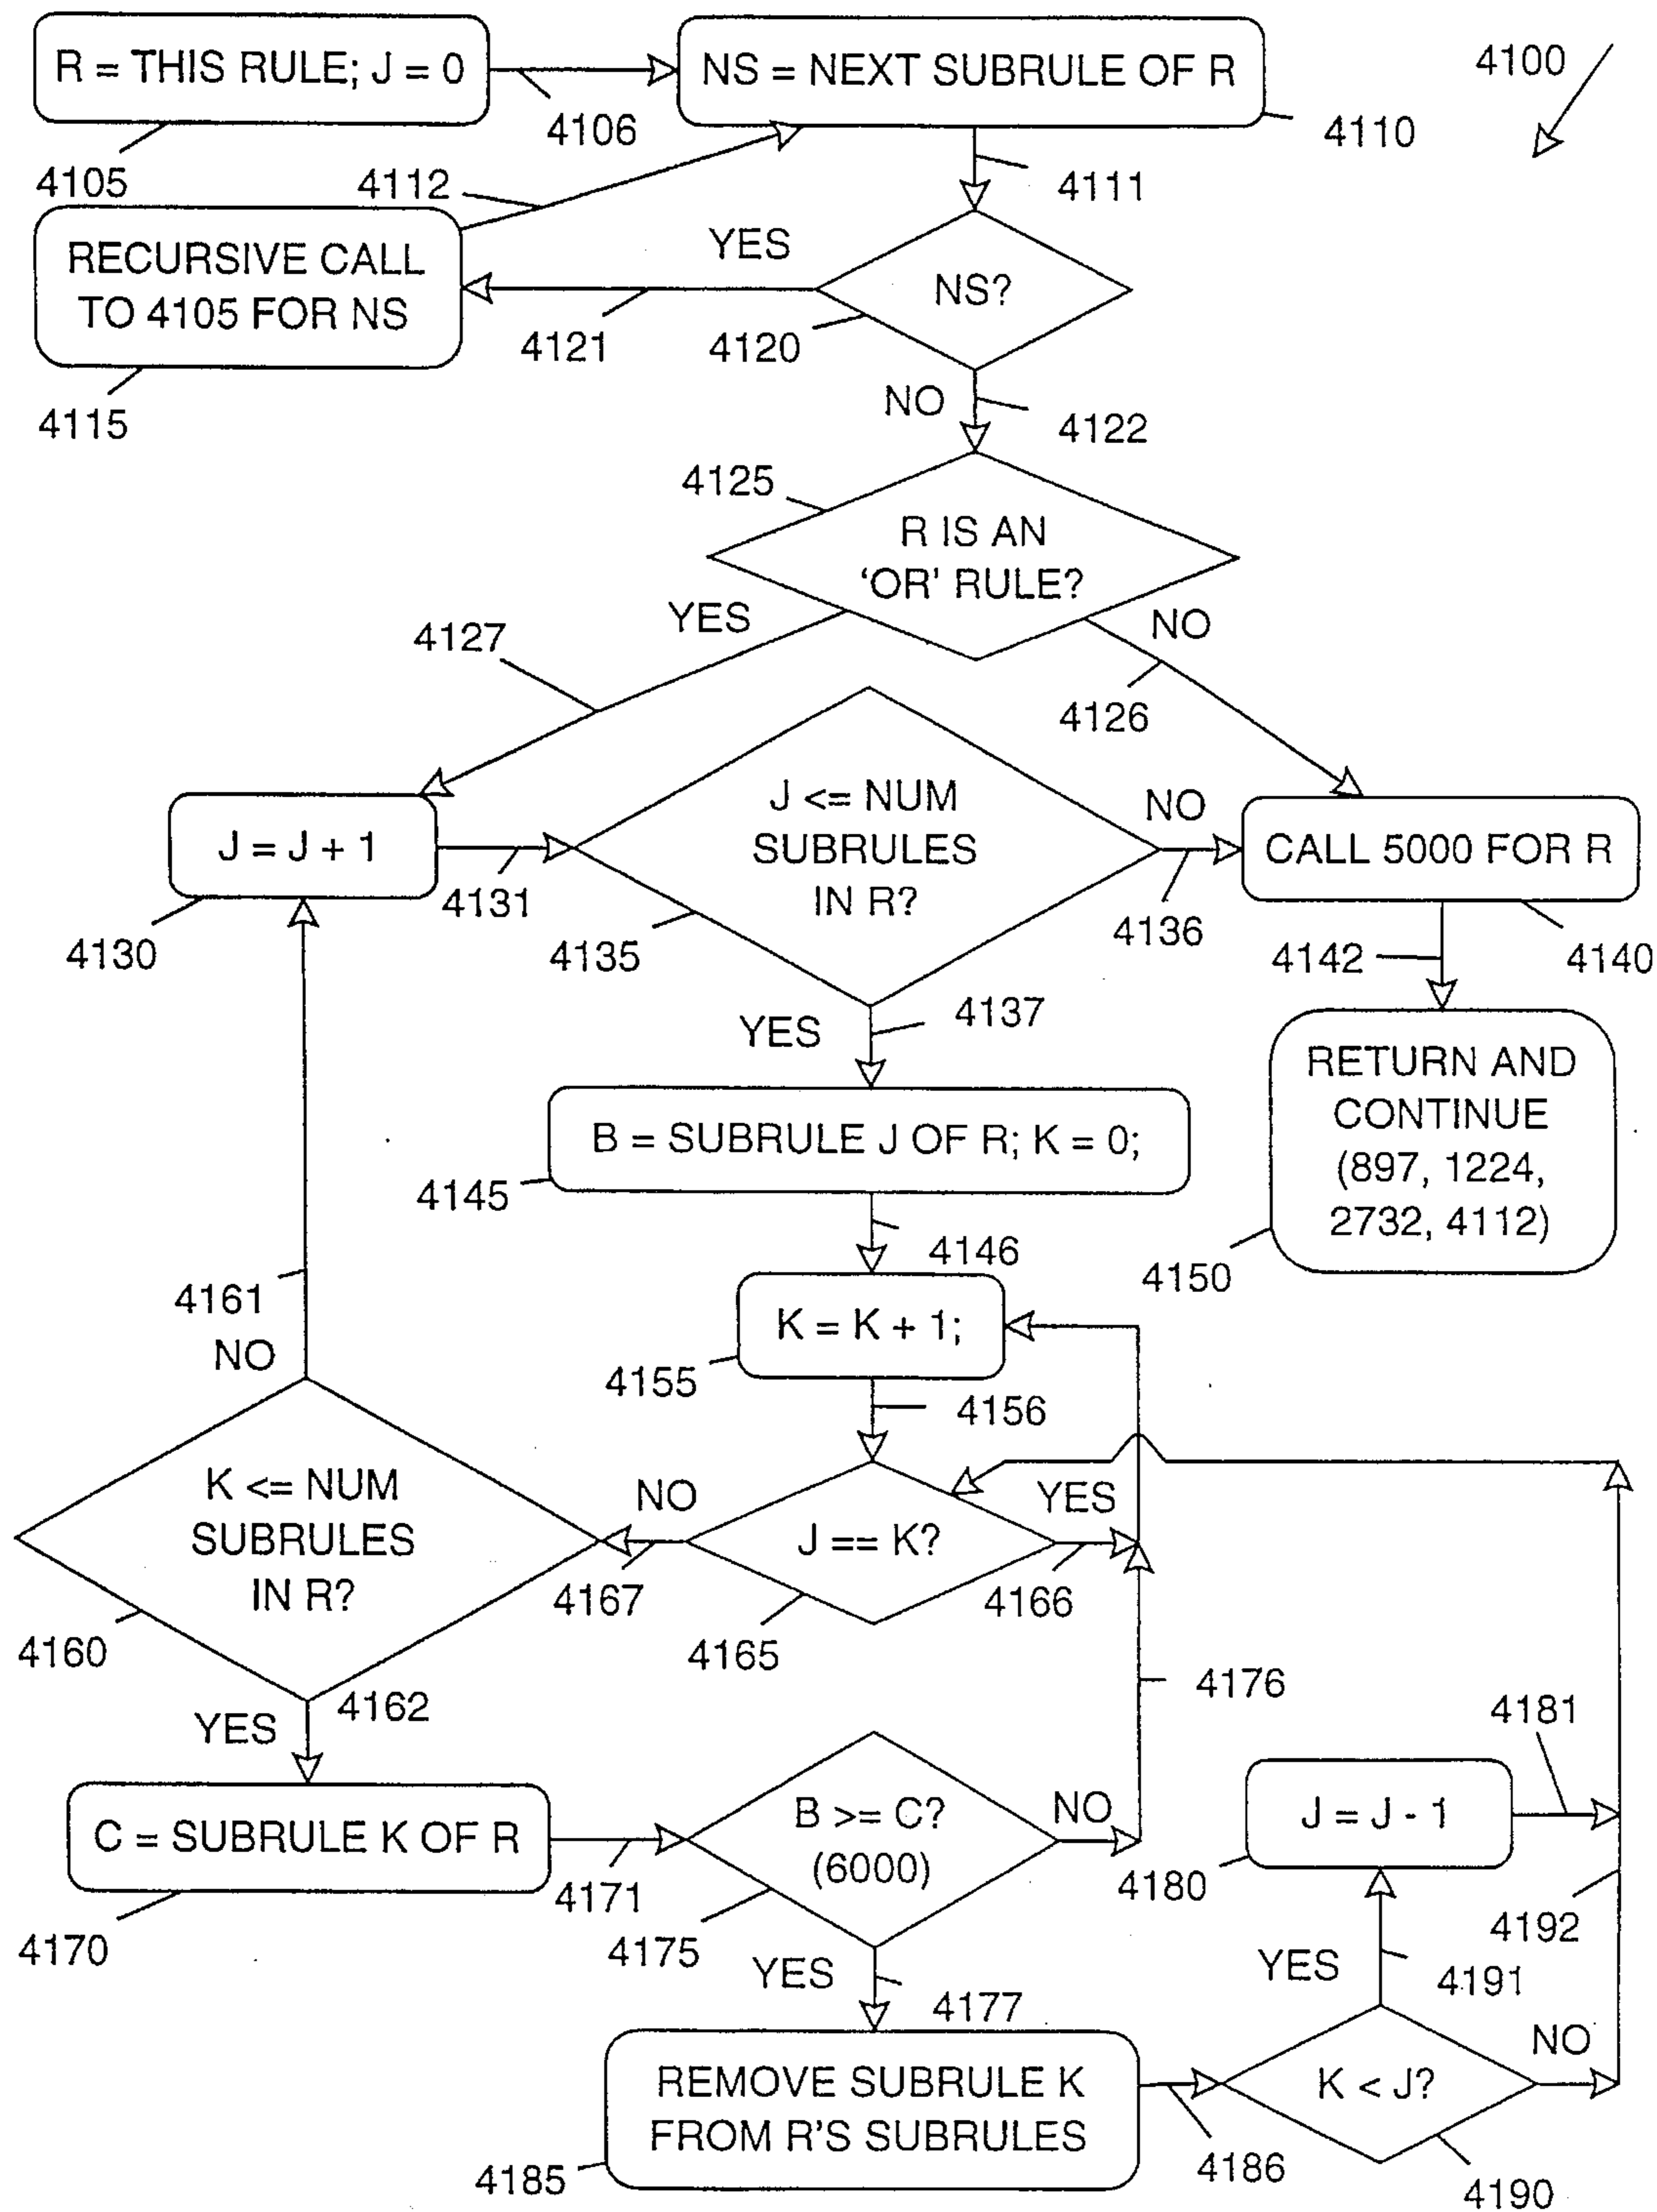 R = THIS RULE; J = 0
NS = NEXT SUBRULE OF R
4100
4106
4110
4105
4112
4111
RECURSIVE CALL
TO 4105 FOR NS
YES
NS?
4121
4120
4115
NO
4122
4125
R IS AN
‘OR’ RULE?
YES
NO
4127
4126
J = J + 1
J <= NUM
SUBRULES
IN R?
NO
CALL 5000 FOR R
4131
4130
4135
4136
4142
4140
YES
4137
RETURN AND
CONTINUE
(897, 1224,
2732, 4112)
B = SUBRULE J OF R; K = 0;
4145
4146
4150
4161
NO
K = K + 1;
4155
4156
K <= NUM
SUBRULES
IN R?
NO
J == K?
YES
4167
4166
4160
4165
4162
YES
4176
4181
C = SUBRULE K OF R
B >= C?
(6000)
NO
J = J - 1
4171
4180
4170
4175
4192
YES
4177
YES
4191
NO
REMOVE SUBRULE K
FROM R'S SUBRULES
K < J?
4185
4186
4190